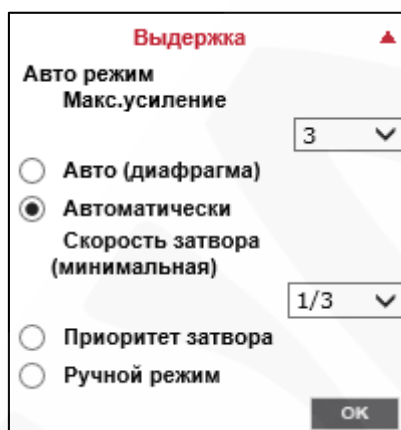 Выдержка
Авто режим
Макс.усиление
3
Авто (диафрагма)
Автоматически
Скорость затвора
(минимальная)
1/3
Приоритет затвора
Ручной режим
OK